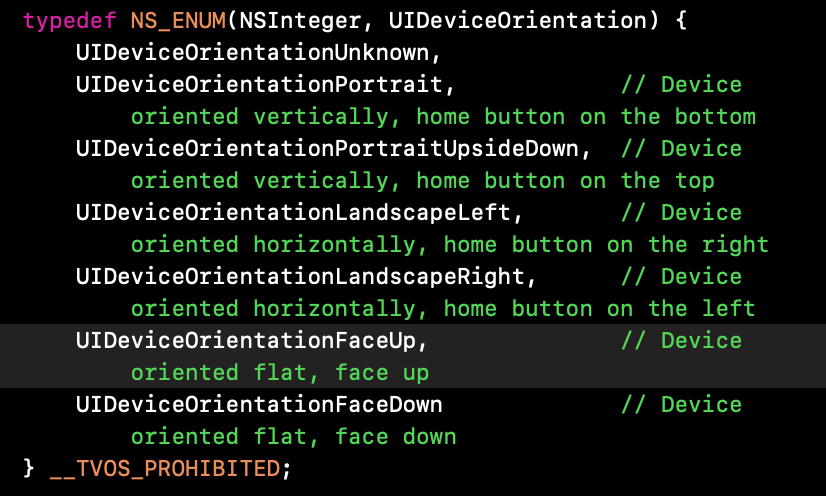 typedef NS_ENUM(NSInteger, UIDeviceOrientation) {
    UIDeviceOrientationUnknown,
    UIDeviceOrientationPortrait,            // Device
        oriented vertically, home button on the bottom
    UIDeviceOrientationPortraitUpsideDown,  // Device
        oriented vertically, home button on the top
    UIDeviceOrientationLandscapeLeft,       // Device
        oriented horizontally, home button on the right
    UIDeviceOrientationLandscapeRight,      // Device
        oriented horizontally, home button on the left
    UIDeviceOrientationFaceUp,              // Device
        oriented flat, face up
    UIDeviceOrientationFaceDown             // Device
        oriented flat, face down
} __TVOS_PROHIBITED;